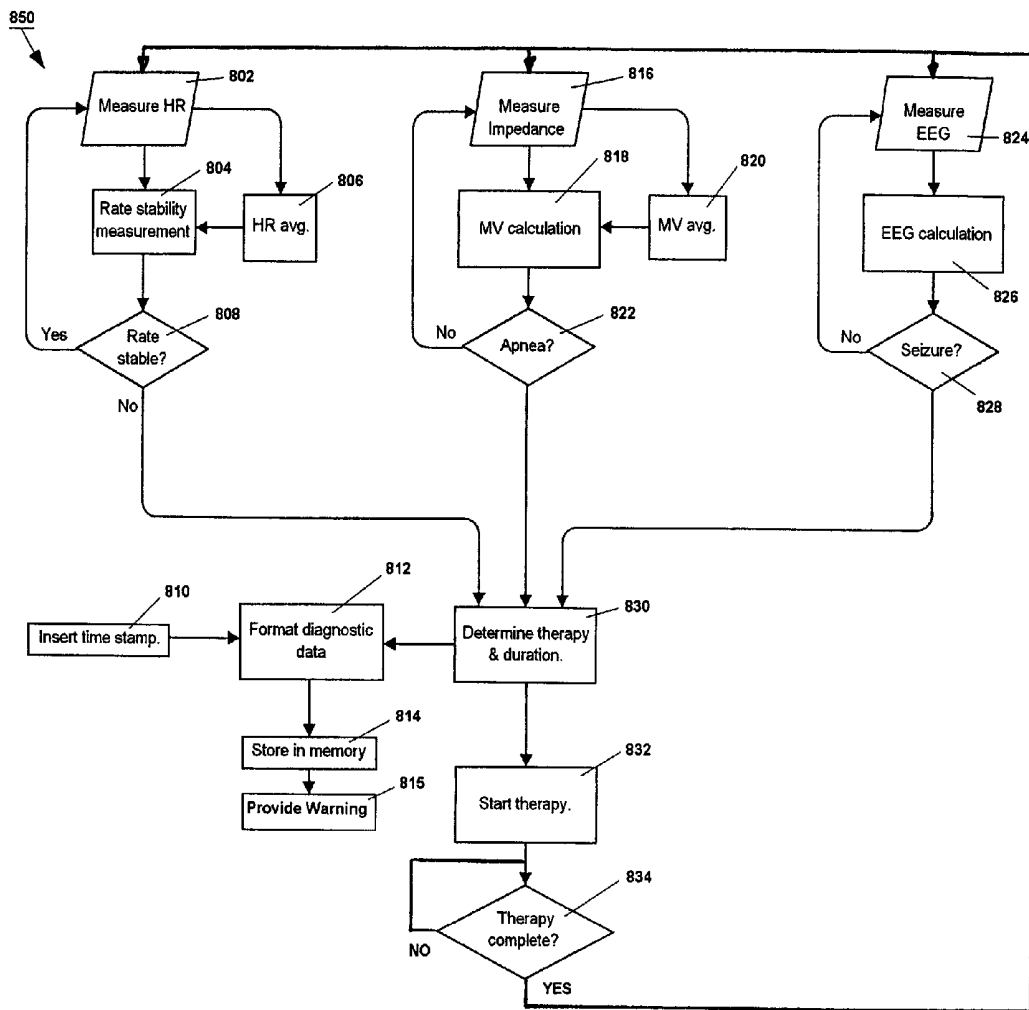 850
802
Measure HR
816
Measure
Impedance
Measure
EEG
824
804
Rate stability
measurement
806
HR avg.
818
MV calculation
820
MV avg.
EEG calculation
826
Yes
808
Rate
stable?
No
No
822
Apnea?
No
Seizure?
828
810
Insert time stamp.
812
Format diagnostic
data
830
Determine therapy
& duration.
814
Store in memory
815
Provide Warning
832
Start therapy.
834
Therapy
complete?
NO
YES